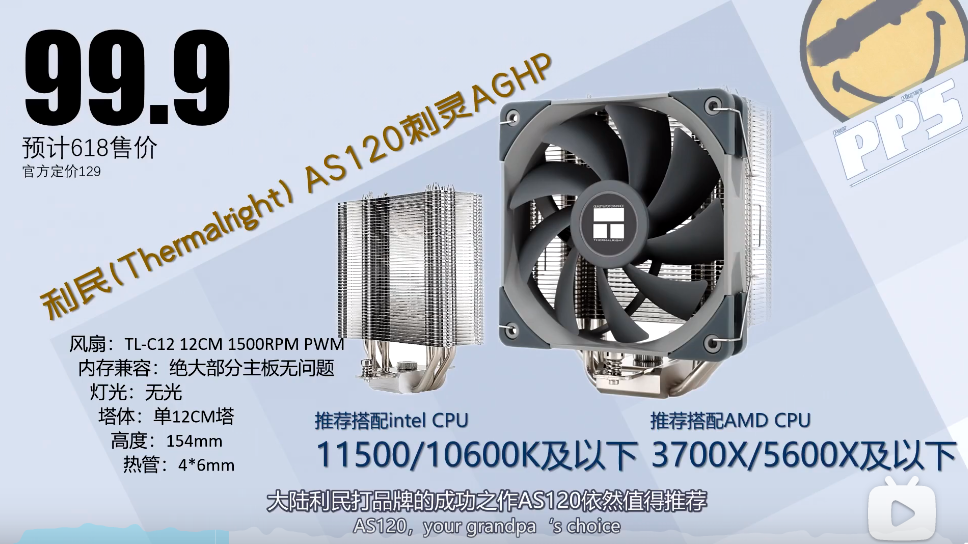 99.9
预计618售价
官方定价129
利民(Thermalright) AS120刺灵AGHP
PPS
THERMALRIGHT
风扇：TL-C12 12CM 1500RPM PWM
内存兼容：绝大部分主板无问题
灯光：无光
塔体：单12CM塔
高度：154mm
热管：4*6mm
推荐搭配intel CPU
11500/10600K及以下
推荐搭配AMD CPU
3700X/5600X及以下
大陆利民打品牌的成功之作AS120依然值得推荐
AS120，your grandpa‘s choice